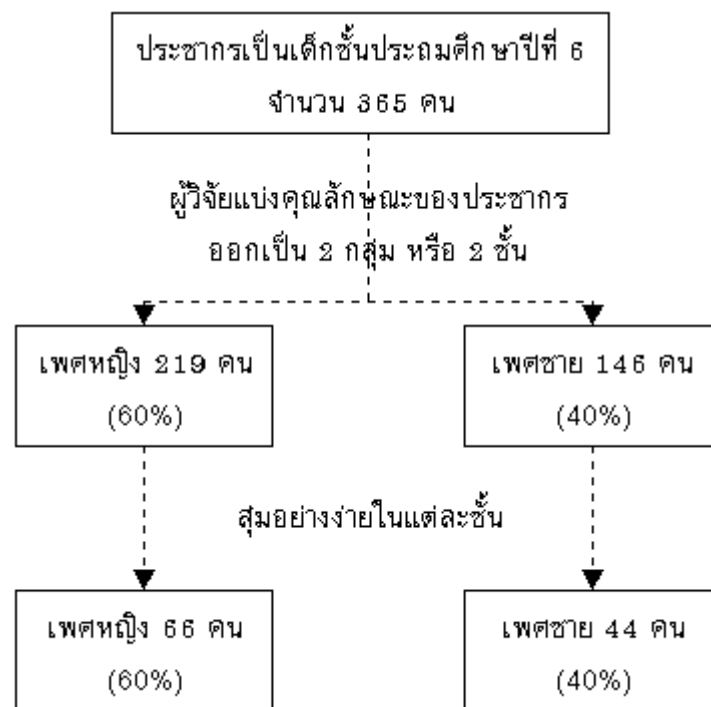 ประชากรเป็นเด็กชั้นประถมศึกษาปีที่ 6
จำนวน 365 คน
ผู้วิจัยแบ่งคุณลักษณะของประชากร
ออกเป็น 2 กลุ่ม หรือ 2 ชั้น
เพศหญิง 219 คน
(60%)
เพศชาย 146 คน
(40%)
สุ่มอย่างง่ายในแต่ละชั้น
เพศหญิง 66 คน
(60%)
เพศชาย 44 คน
(40%)